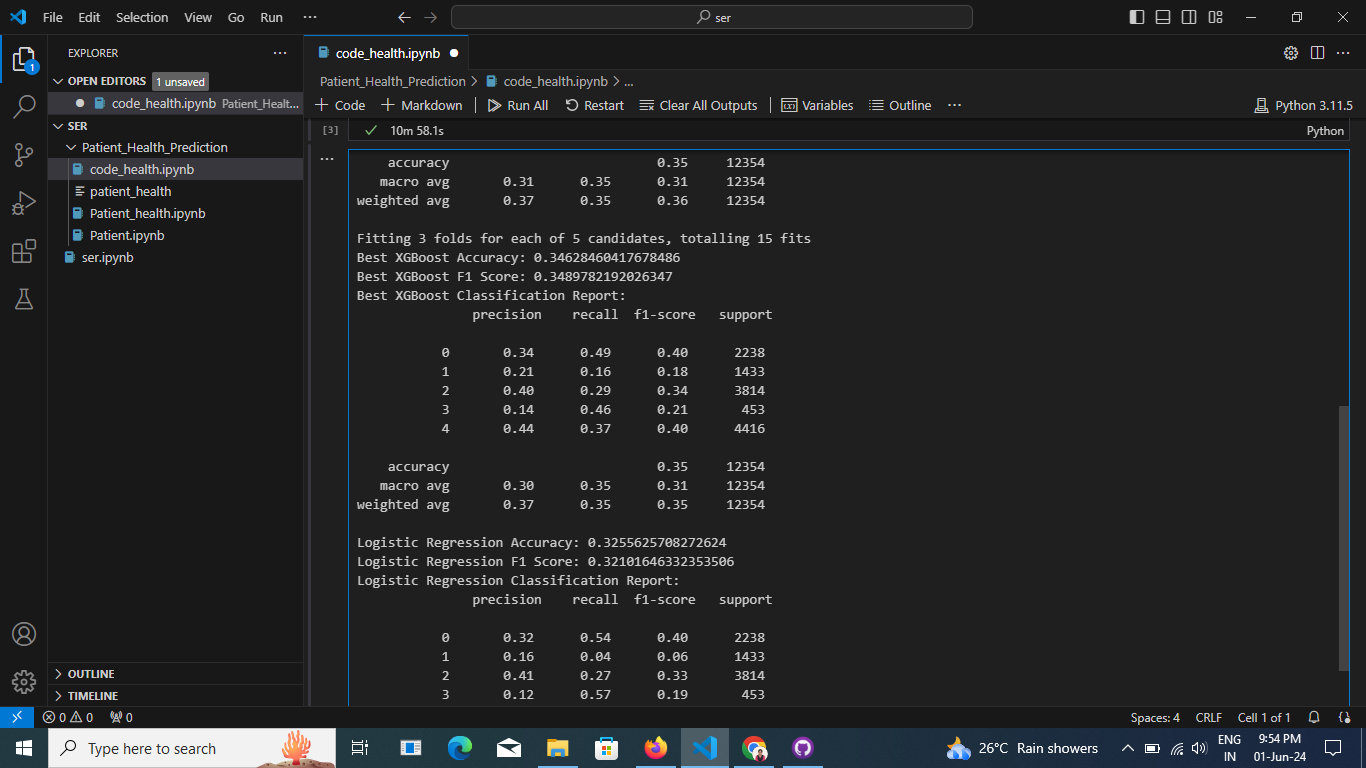 File Edit Selection View Go Run ··· ser
EXPLORER ···
OPEN EDITORS 1 unsaved
code_health.ipynb Patient_Healt...
SER
Patient_Health_Prediction
code_health.ipynb
patient_health
Patient_health.ipynb
Patient.ipynb
ser.ipynb
OUTLINE
TIMELINE
code_health.ipynb
Patient_Health_Prediction > code_health.ipynb > ...
+ Code + Markdown Run All Restart Clear All Outputs Variables Outline ··· Python 3.11.5
[3] 10m 58.1s Python
accuracy 0.35 12354
macro avg 0.31 0.35 0.31 12354
weighted avg 0.37 0.35 0.36 12354
Fitting 3 folds for each of 5 candidates, totalling 15 fits
Best XGBoost Accuracy: 0.34628460417678486
Best XGBoost F1 Score: 0.3489782192026347
Best XGBoost Classification Report:
precision recall f1-score support
0 0.34 0.49 0.40 2238
1 0.21 0.16 0.18 1433
2 0.40 0.29 0.34 3814
3 0.14 0.46 0.21 453
4 0.44 0.37 0.40 4416
accuracy 0.35 12354
macro avg 0.30 0.35 0.31 12354
weighted avg 0.37 0.35 0.35 12354
Logistic Regression Accuracy: 0.3255625708272624
Logistic Regression F1 Score: 0.32101646332353506
Logistic Regression Classification Report:
precision recall f1-score support
0 0.32 0.54 0.40 2238
1 0.16 0.04 0.06 1433
2 0.41 0.27 0.33 3814
3 0.12 0.57 0.19 453
1
0 0 0 Spaces: 4 CRLF Cell 1 of 1
Type here to search 26°C Rain showers ENG IN 9:54 PM 01-Jun-24